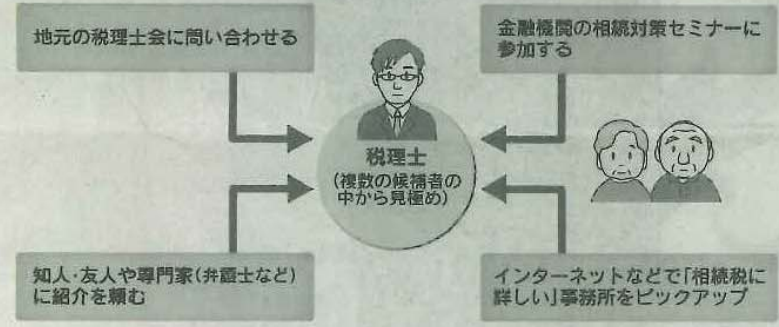 地元の税理士会に問い合わせる
金融機関の相続対策セミナーに
参加する
税理士
(複数の候補者の
中から見極め)
知人・友人や専門家(弁護士など)
に紹介を頼む
インターネットなどで「相続税に
詳しい」事務所をピックアップ